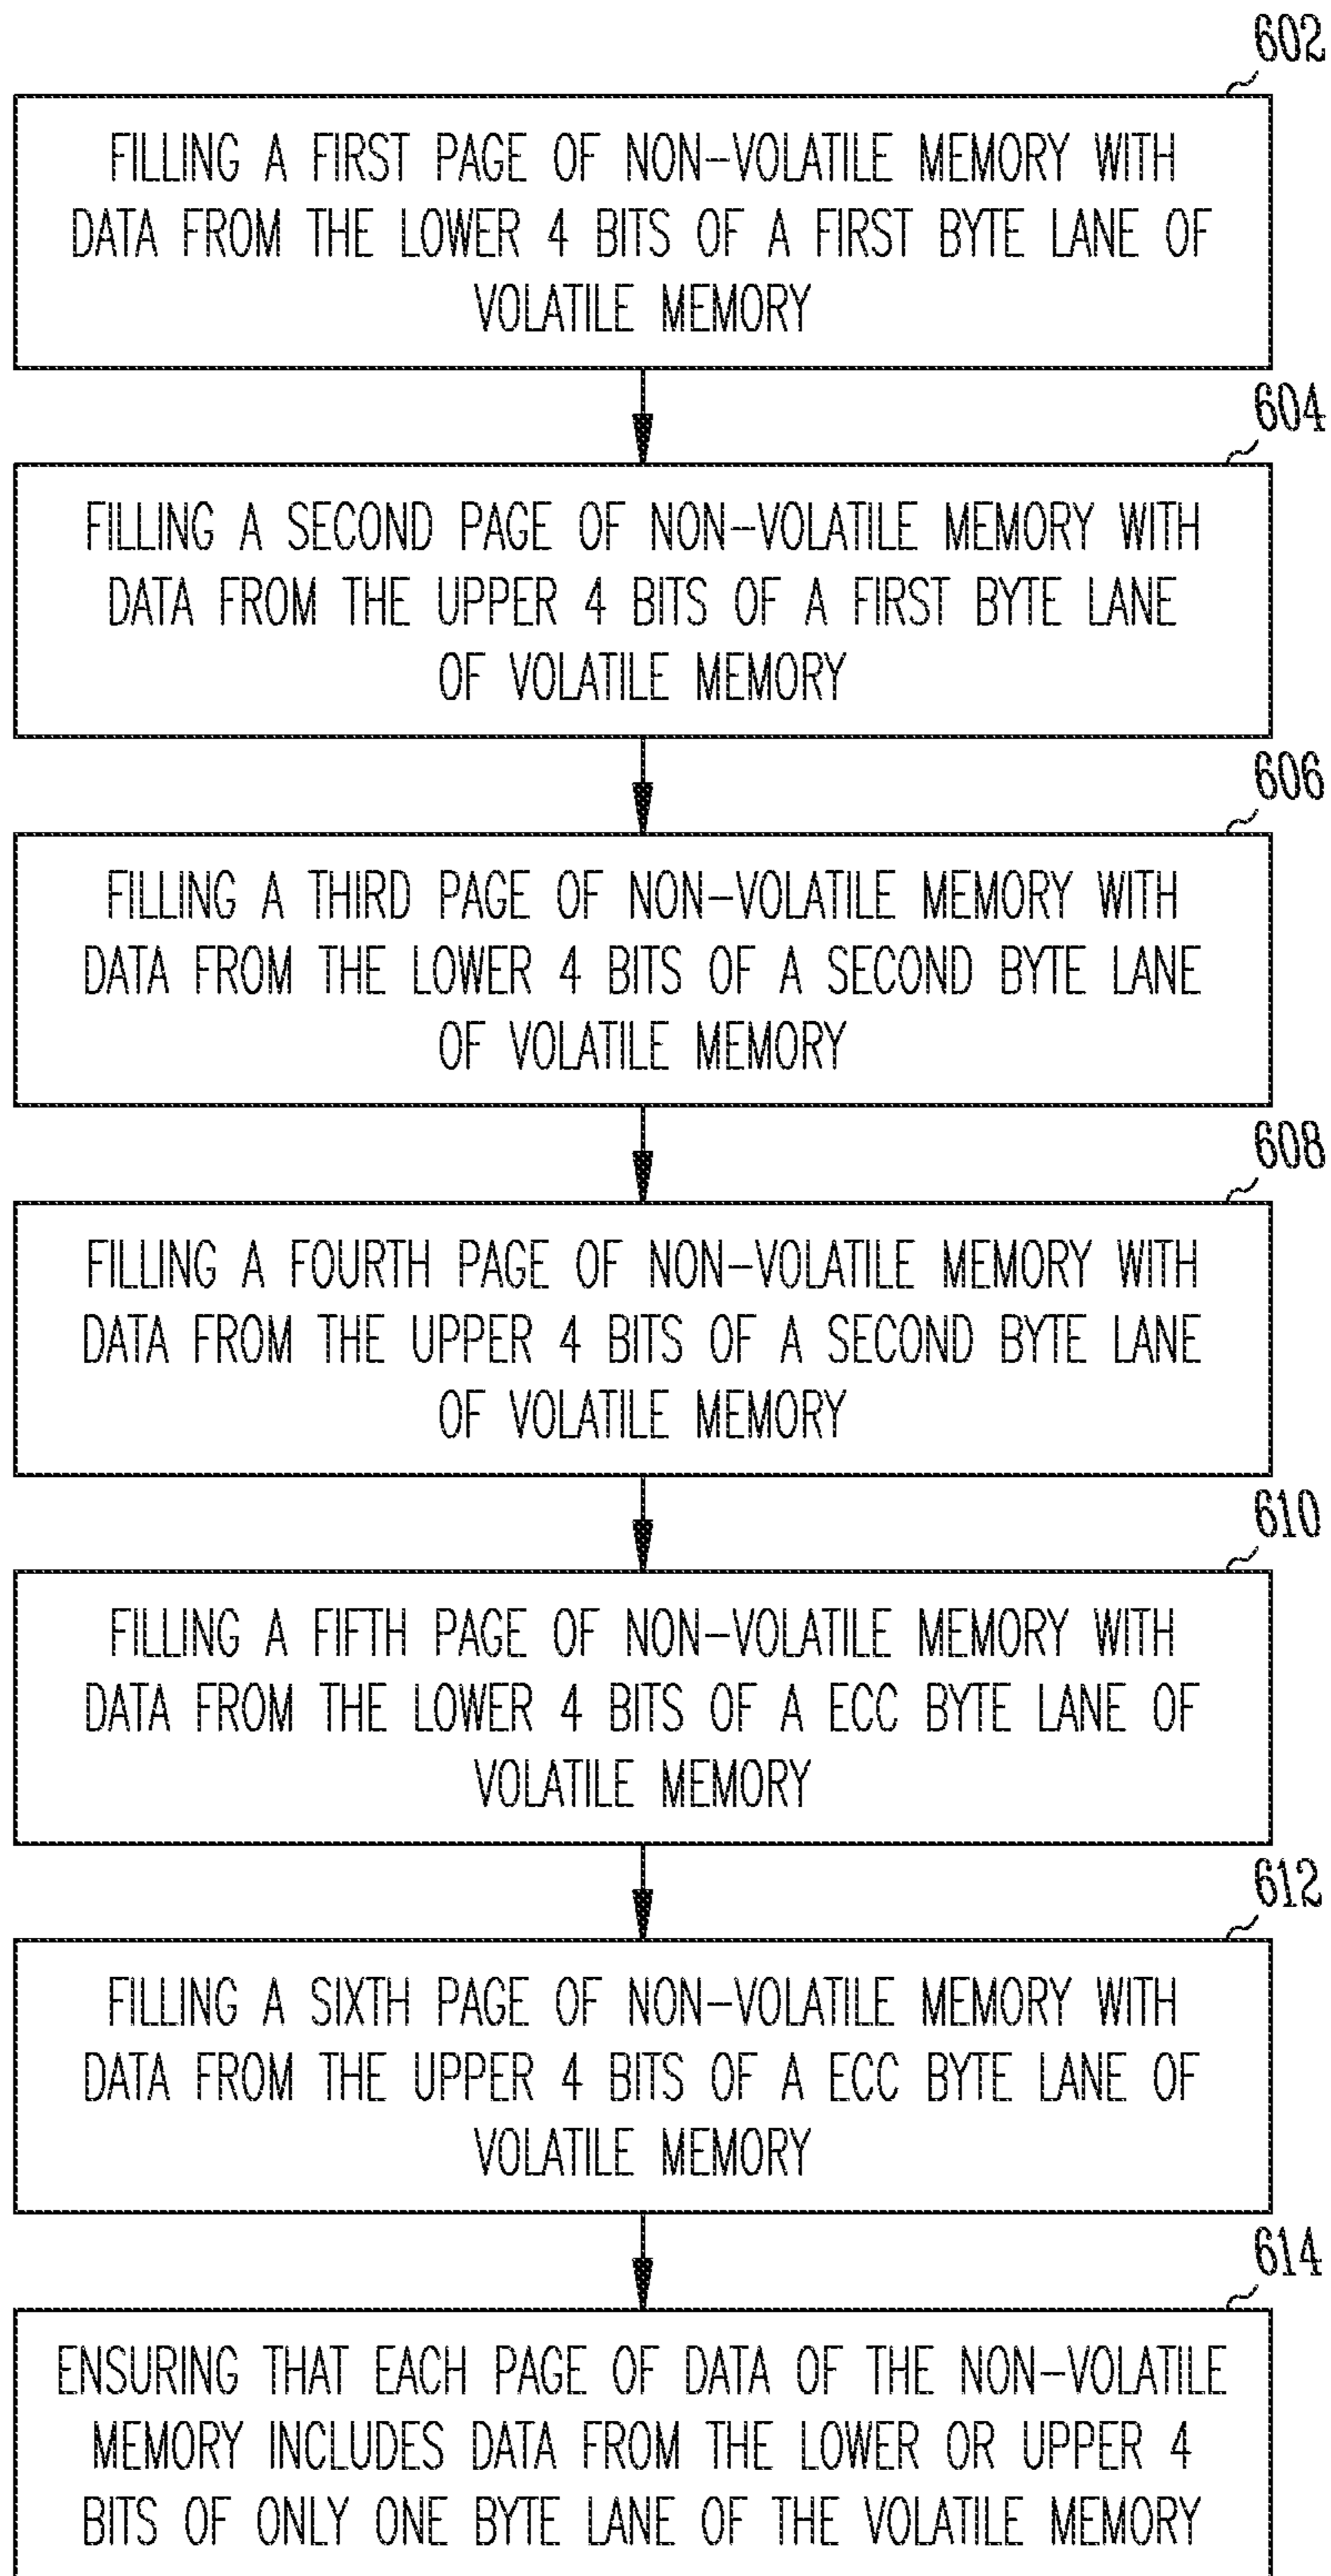 602
FILLING A FIRST PAGE OF NON-VOLATILE MEMORY WITH
DATA FROM THE LOWER 4 BITS OF A FIRST BYTE LANE OF
VOLATILE MEMORY
604
FILLING A SECOND PAGE OF NON-VOLATILE MEMORY WITH
DATA FROM THE UPPER 4 BITS OF A FIRST BYTE LANE
OF VOLATILE MEMORY
606
FILLING A THIRD PAGE OF NON-VOLATILE MEMORY WITH
DATA FROM THE LOWER 4 BITS OF A SECOND BYTE LANE
OF VOLATILE MEMORY
608
FILLING A FOURTH PAGE OF NON-VOLATILE MEMORY WITH
DATA FROM THE UPPER 4 BITS OF A SECOND BYTE LANE
OF VOLATILE MEMORY
610
FILLING A FIFTH PAGE OF NON-VOLATILE MEMORY WITH
DATA FROM THE LOWER 4 BITS OF A ECC BYTE LANE OF
VOLATILE MEMORY
612
FILLING A SIXTH PAGE OF NON-VOLATILE MEMORY WITH
DATA FROM THE UPPER 4 BITS OF A ECC BYTE LANE OF
VOLATILE MEMORY
614
ENSURING THAT EACH PAGE OF DATA OF THE NON-VOLATILE
MEMORY INCLUDES DATA FROM THE LOWER OR UPPER 4
BITS OF ONLY ONE BYTE LANE OF THE VOLATILE MEMORY